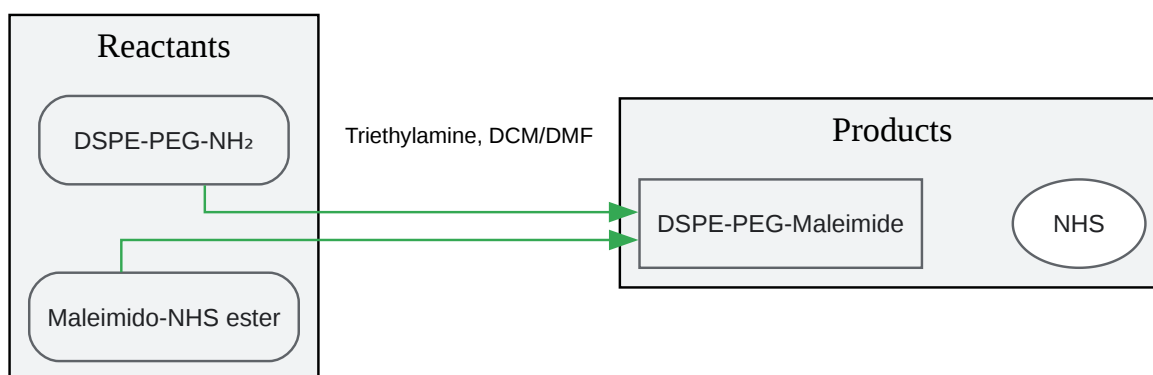 Reactants
DSPE-PEG-NH₂
Maleimido-NHS ester
Triethylamine, DCM/DMF
Products
DSPE-PEG-Maleimide
NHS